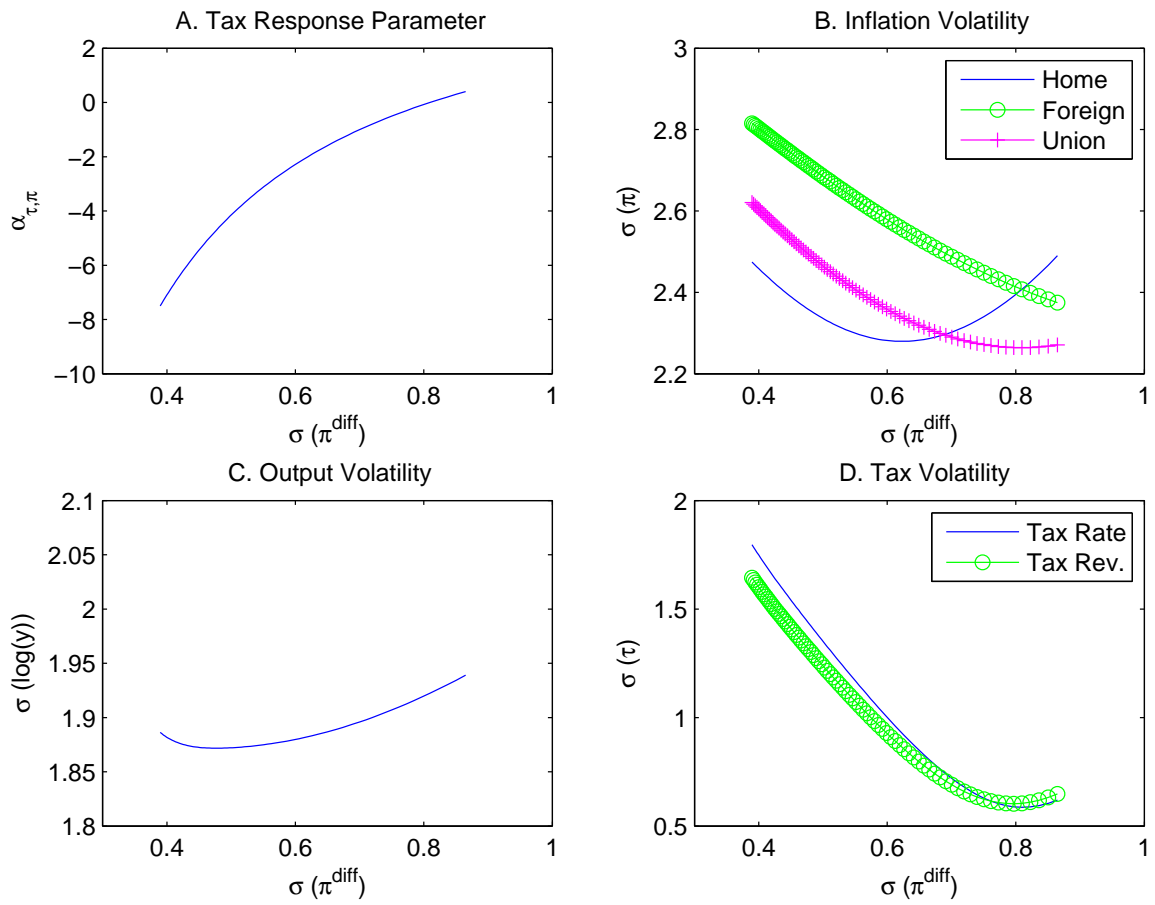 A. Tax Response Parameter
2
0
−2
−4
−6
−8
−10
0.4
0.6
0.8
1
α τ,π
σ (π diff)
B. Inflation Volatility
3
2.8
2.6
2.4
2.2
0.4
0.6
0.8
1
σ (π)
σ (π diff)
Home
Foreign
Union
C. Output Volatility
2.1
2.05
2
1.95
1.9
1.85
1.8
0.4
0.6
0.8
1
σ (log(y))
σ (π diff)
D. Tax Volatility
2
1.5
1
0.5
0.4
0.6
0.8
1
σ (τ)
σ (π diff)
Tax Rate
Tax Rev.